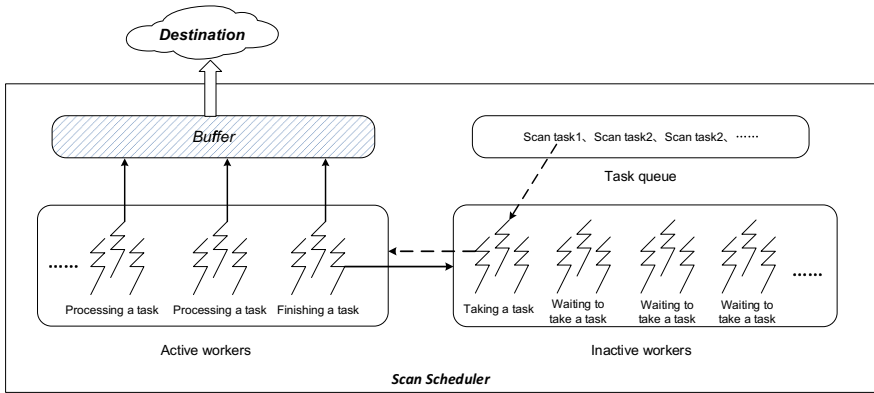 Destination
Buffer
Scan task1、Scan task2、Scan task2、……
Task queue
……
Processing a task
Processing a task
Finishing a task
Taking a task
Waiting to
take a task
Waiting to
take a task
Waiting to
take a task
……
Active workers
Inactive workers
Scan Scheduler